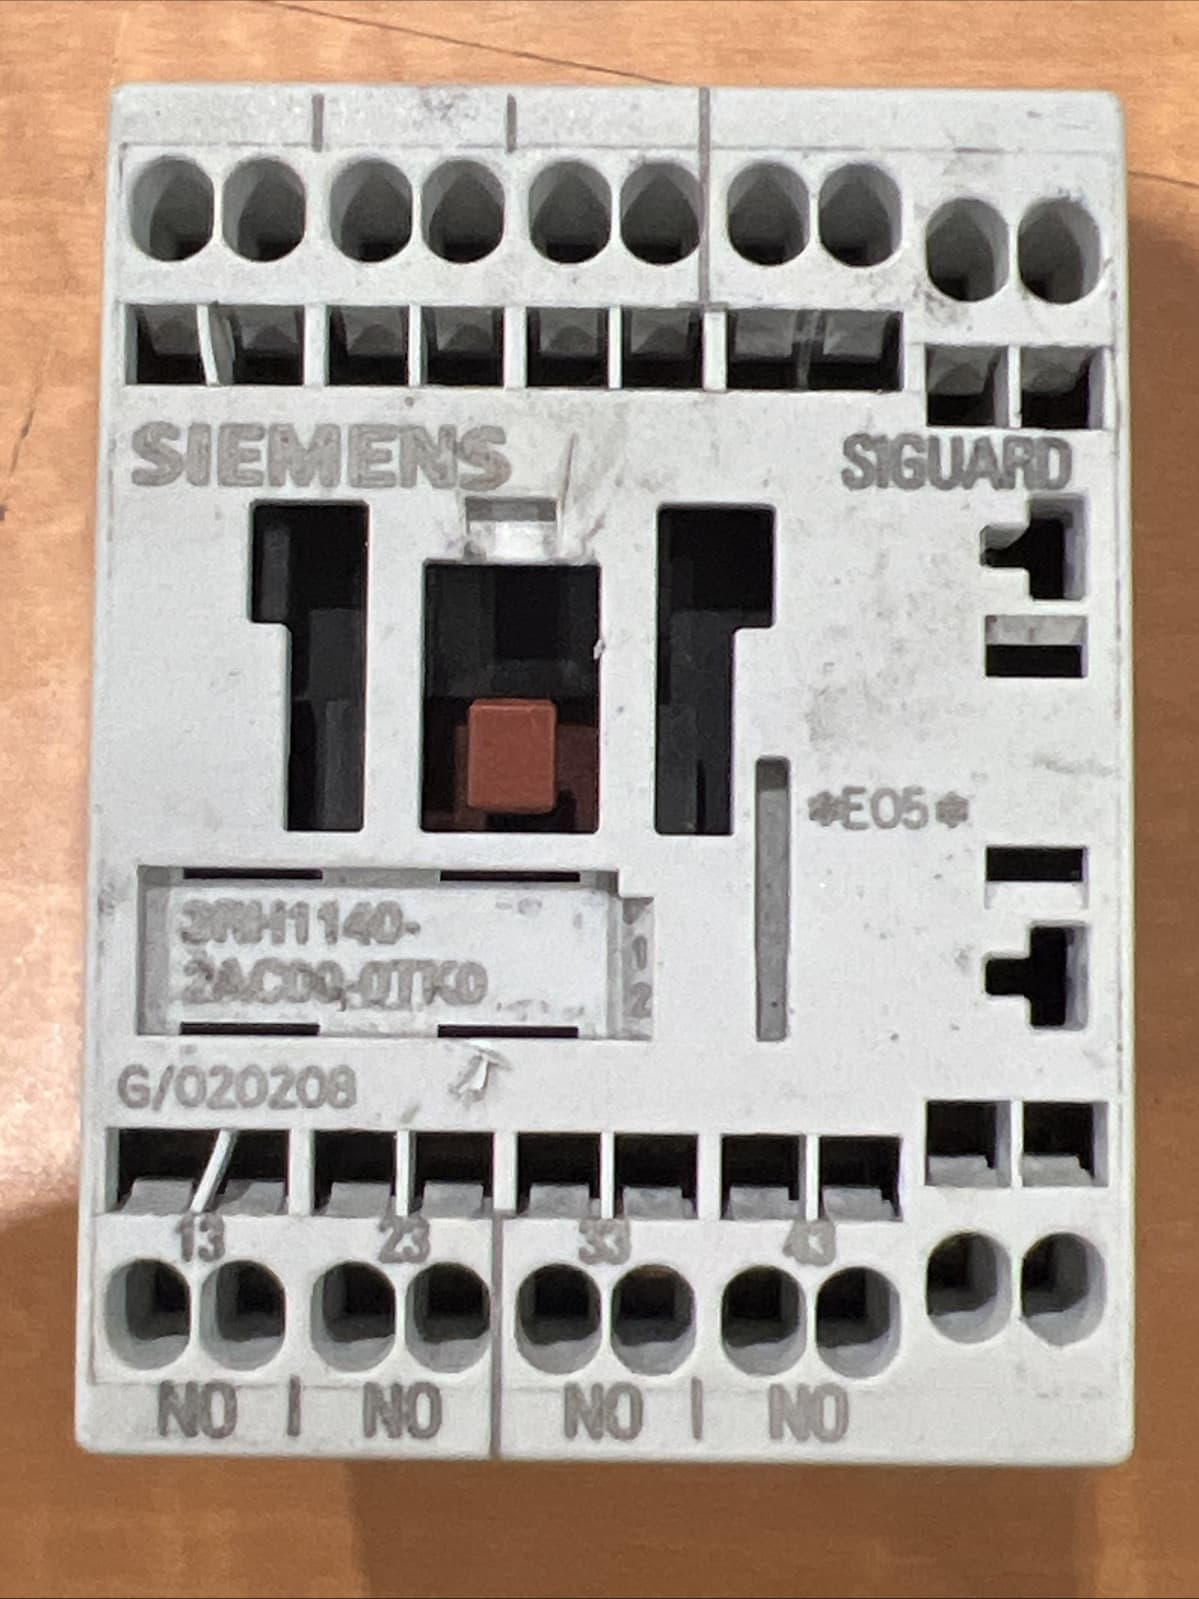 SIEMENS
SIGUARD
*E05*
3RH1140-
2AC00-0TK0
1
2
G/020208
13 23 33 43
NO | NO NO | NO